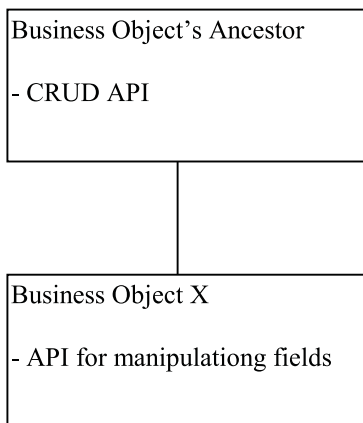 Business Object’s Ancestor
- CRUD API
Business Object X
- API for manipulationg fields